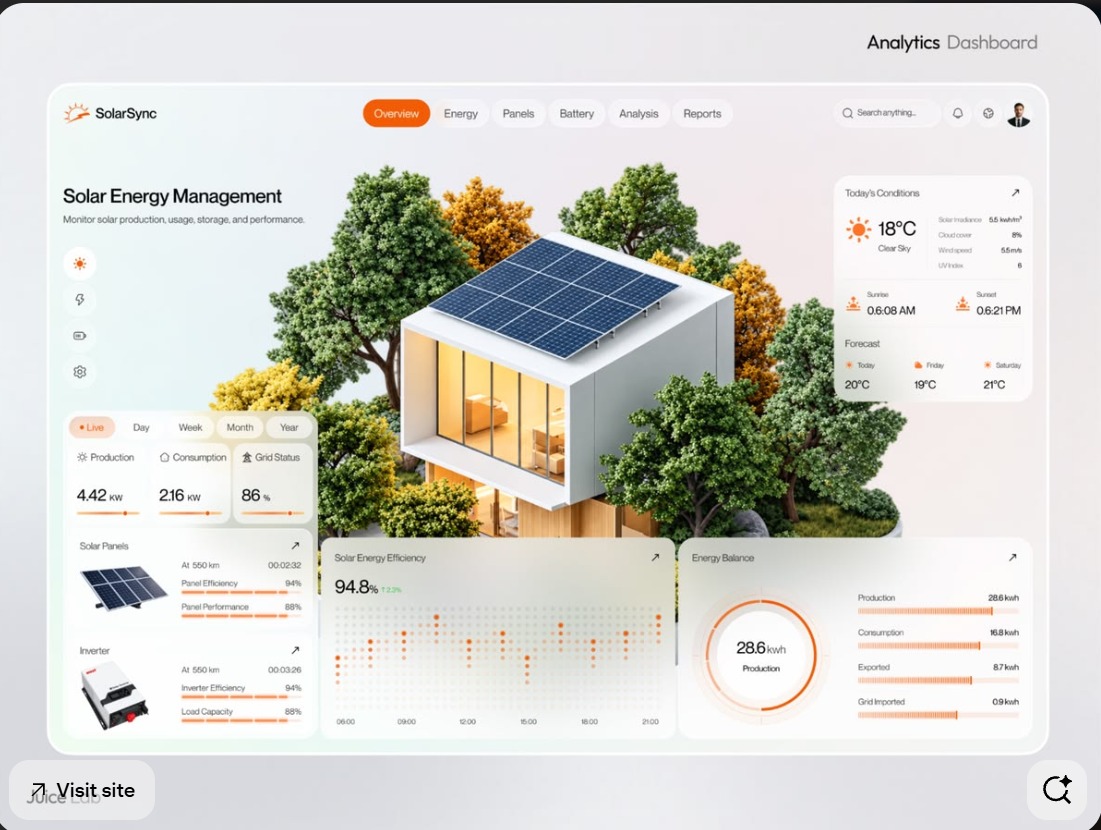 Analytics Dashboard
SolarSync
Overview
Energy
Panels
Battery
Analysis
Reports
Search anything...
Solar Energy Management
Monitor solar production, usage, storage, and performance.
Today's Conditions
18°C
Clear Sky
Solar irradiance 5.5 kwh/m²
Cloud cover 8%
Wind speed 5.5 m/s
UV Index 6
Sunrise
0.6:08 AM
Sunset
0.6:21 PM
Forecast
Today
20°C
Friday
19°C
Saturday
21°C
Live
Day
Week
Month
Year
Production
4.42 KW
Consumption
2.16 KW
Grid Status
86 %
Solar Panels
At 550 km 00:02:32
Panel Efficiency 94%
Panel Performance 88%
Inverter
At 550 km 00:03:26
Inverter Efficiency 94%
Load Capacity 88%
Solar Energy Efficiency
94.8% ↑ 2.3%
06:00 09:00 12:00 15:00 18:00 21:00
Energy Balance
28.6 kwh
Production
Production 28.6 kwh
Consumption 16.8 kwh
Exported 8.7 kwh
Grid Imported 0.9 kwh
Visit site
Juice Lab